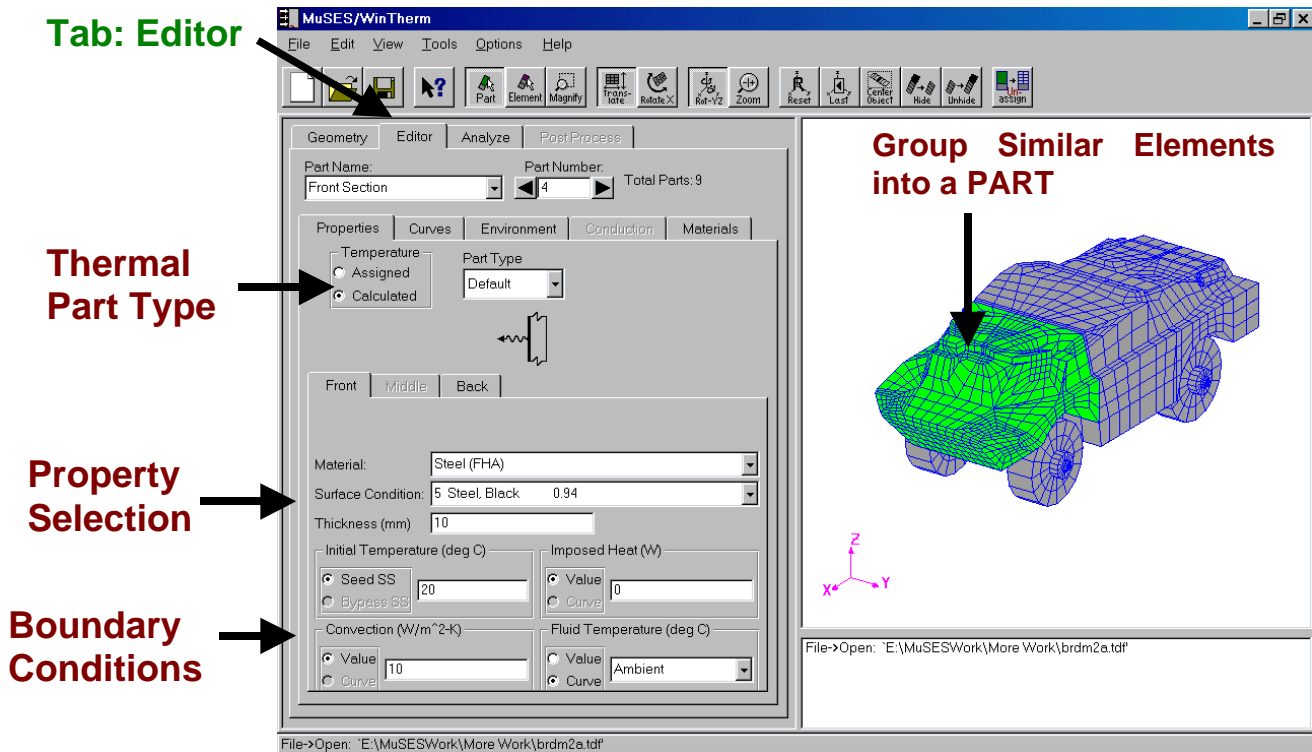 Tab: Editor
MuSES/WinTherm
File Edit View Tools Options Help
Part Element Magnify Trans- late RotateX Rot-YZ Zoom Reset Last Center Object Hide Unhide Un assign
Geometry Editor Analyze Post Process
Part Name: Part Number:
Front Section 4 Total Parts: 9
Properties Curves Environment Conduction Materials
Temperature Part Type
Assigned
Calculated
Default
Thermal
Part Type
Front Middle Back
Material: Steel (FHA)
Surface Condition: 5 Steel, Black 0.94
Thickness (mm) 10
Property
Selection
Initial Temperature (deg C) Imposed Heat (W)
Seed SS 20 Value 0
Bypass SS Curve
Convection (W/m^2-K) Fluid Temperature (deg C)
Value 10 Value Ambient
Curve Curve
Boundary
Conditions
Group Similar Elements
into a PART
Z
X Y
File->Open: `E:\MuSESWork\More Work\brdm2a.tdf'
File->Open: `E:\MuSESWork\More Work\brdm2a.tdf'